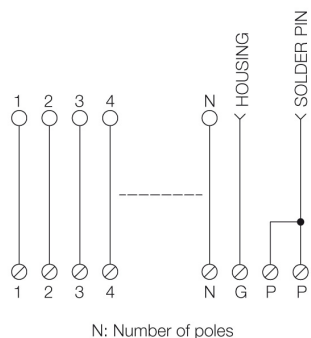 HOUSING
SOLDER PIN
1 2 3 4 N
1 2 3 4 N G P P
N: Number of poles